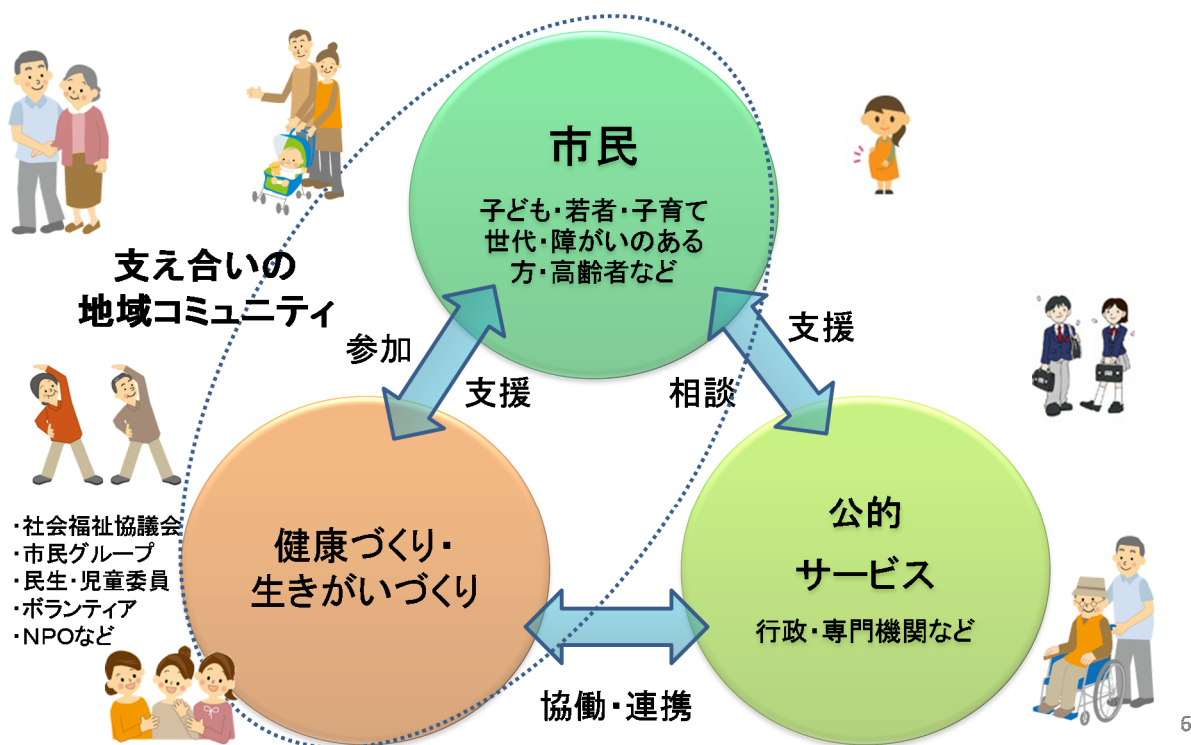 市民
子ども・若者・子育て
世代・障がいのある
方・高齢者など
支え合いの
地域コミュニティ
参加
支援
相談
支援
健康づくり・
生きがいづくり
公的
サービス
行政・専門機関など
・社会福祉協議会
・市民グループ
・民生・児童委員
・ボランティア
・NPOなど
協働・連携
6